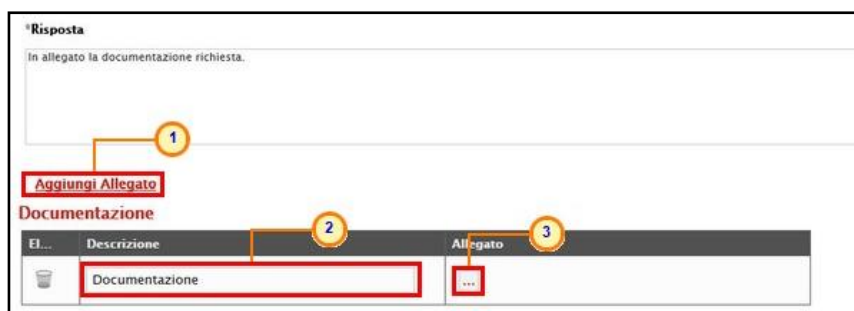 *Risposta
In allegato la documentazione richiesta.
1
Aggiungi Allegato
Documentazione
2
3
El... Descrizione Allegato
Documentazione ...